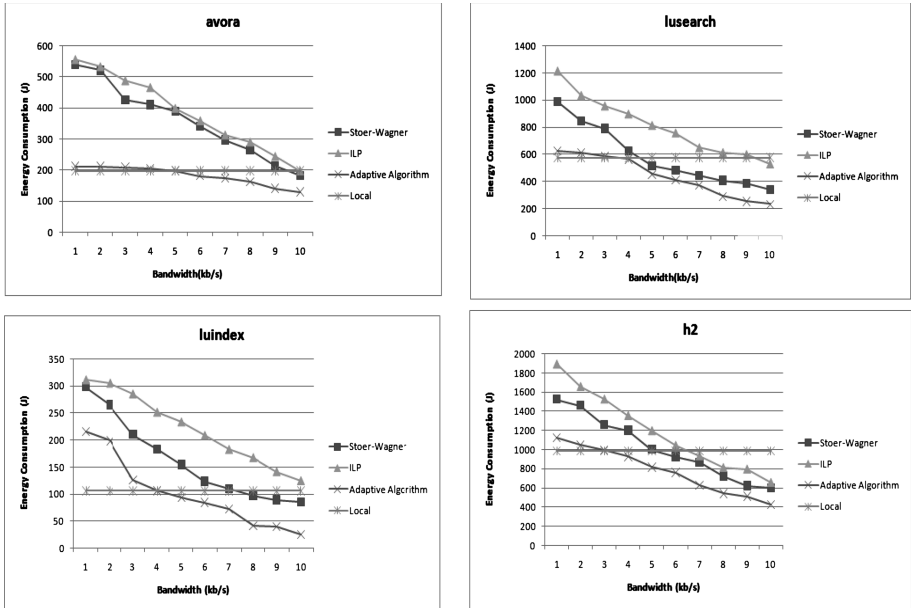 avora
Energy Consumption (J)
600
500
400
300
200
100
0
1 2 3 4 5 6 7 8 9 10
Bandwidth(kb/s)
Stoer-Wagner
ILP
Adaptive Algorithm
Local
lusearch
Energy Consumption (J)
1400
1200
1000
800
600
400
200
0
1 2 3 4 5 6 7 8 9 10
Bandwidth(kb/s)
Stoer-Wagner
ILP
Adaptive Algorithm
Local
luindex
Energy Consumption (J)
350
300
250
200
150
100
50
0
1 2 3 4 5 6 7 8 9 10
Bandwidth (kb/s)
Stoer-Wagner
ILP
Adaptive Algorithm
Local
h2
Energy Consumption (J)
2000
1800
1600
1400
1200
1000
800
600
400
200
0
1 2 3 4 5 6 7 8 9 10
Bandwidth (kb/s)
Stoer-Wagner
ILP
Adaptive Algorithm
Local